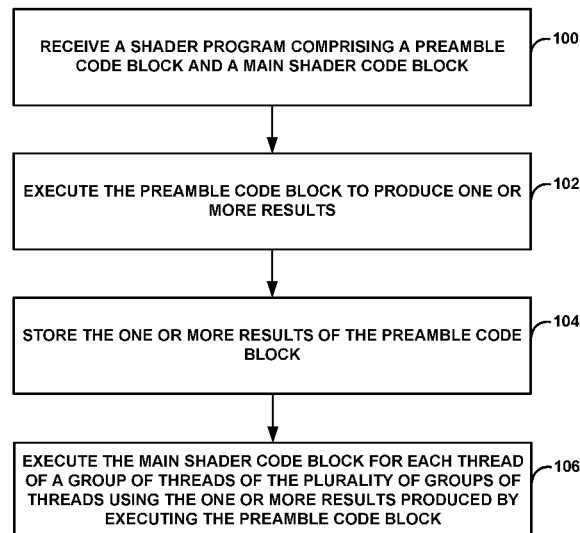 RECEIVE A SHADER PROGRAM COMPRISING A PREAMBLE
CODE BLOCK AND A MAIN SHADER CODE BLOCK
100
EXECUTE THE PREAMBLE CODE BLOCK TO PRODUCE ONE OR
MORE RESULTS
102
STORE THE ONE OR MORE RESULTS OF THE PREAMBLE CODE
BLOCK
104
EXECUTE THE MAIN SHADER CODE BLOCK FOR EACH THREAD
OF A GROUP OF THREADS OF THE PLURALITY OF GROUPS OF
THREADS USING THE ONE OR MORE RESULTS PRODUCED BY
EXECUTING THE PREAMBLE CODE BLOCK
106